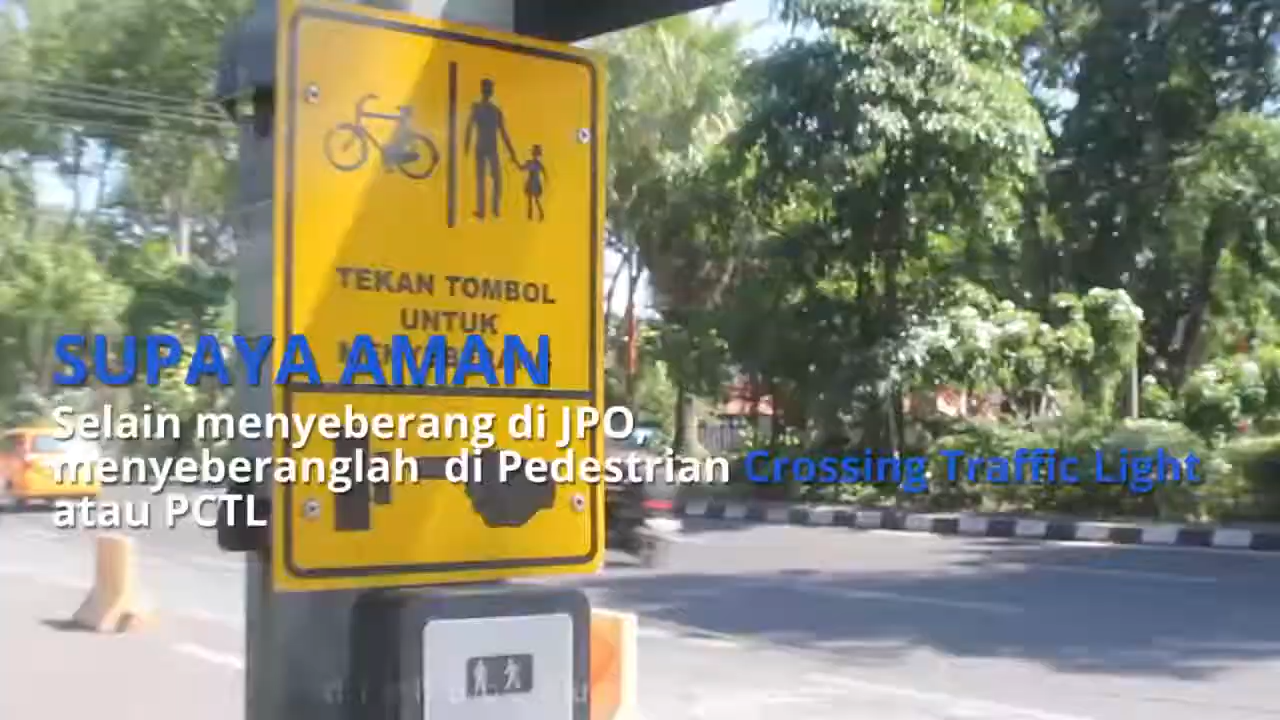 TEKAN TOMBOL
UNTUK
SUPAYA AMAN
Selain menyeberang di JPO
menyeberanglah di Pedestrian Crossing Traffic Light
atau PCTL